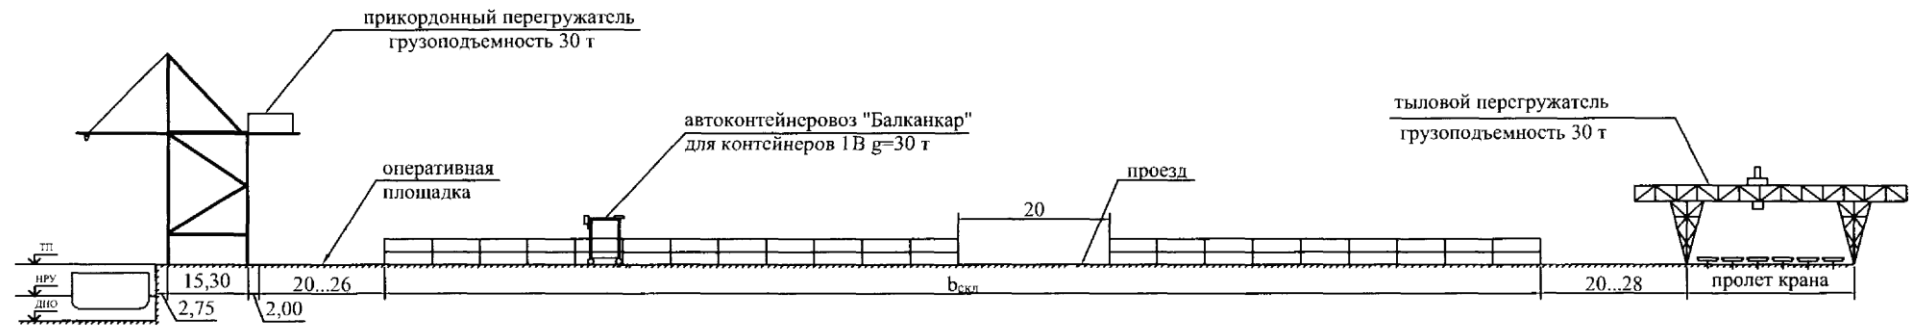 прикордонный перегружатель
грузоподъемность 30 т
автоконтейнеровоз "Балканкар"
для контейнеров 1В g=30 т
тыловой перегружатель
грузоподъемность 30 т
оперативная
площадка
проезд
20
ТП
НРУ
ДНО
15,30
20...26
bскл
20...28
пролет крана
2,75
2,00